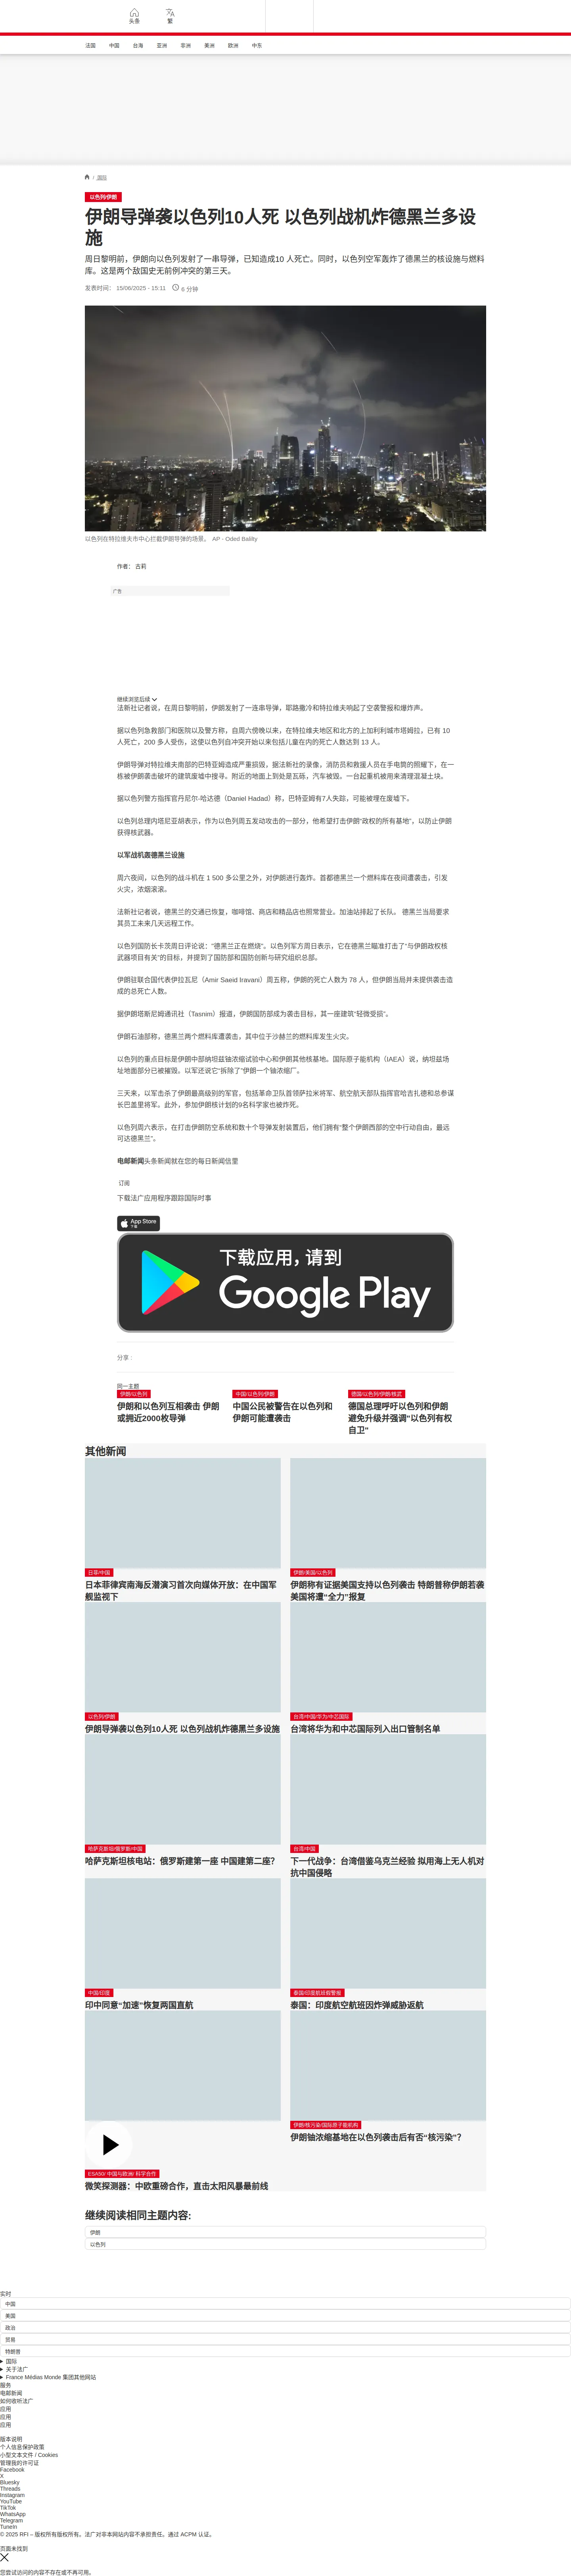 头条
繁
法国
中国
台海
亚洲
非洲
美洲
欧洲
中东
/ 国际
以色列/伊朗
伊朗导弹袭以色列10人死 以色列战机炸德黑兰多设
施
周日黎明前，伊朗向以色列发射了一串导弹，已知造成10 人死亡。同时，以色列空军轰炸了德黑兰的核设施与燃料
库。这是两个敌国史无前例冲突的第三天。
发表时间： 15/06/2025 - 15:11 6 分钟
以色列在特拉维夫市中心拦截伊朗导弹的场景。 AP - Oded Balilty
作者： 古莉
广告
继续浏览后续
法新社记者说，在周日黎明前，伊朗发射了一连串导弹，耶路撒冷和特拉维夫响起了空袭警报和爆炸声。
据以色列急救部门和医院以及警方称，自周六傍晚以来，在特拉维夫地区和北方的上加利利城市塔姆拉，已有 10
人死亡，200 多人受伤，这使以色列自冲突开始以来包括儿童在内的死亡人数达到 13 人。
伊朗导弹对特拉维夫南部的巴特亚姆造成严重损毁，据法新社的录像，消防员和救援人员在手电筒的照耀下，在一
栋被伊朗袭击破坏的建筑废墟中搜寻。附近的地面上到处是瓦砾，汽车被毁。一台起重机被用来清理混凝土块。
据以色列警方指挥官丹尼尔-哈达德（Daniel Hadad）称，巴特亚姆有7人失踪，可能被埋在废墟下。
以色列总理内塔尼亚胡表示，作为以色列周五发动攻击的一部分，他希望打击伊朗“政权的所有基地”，以防止伊朗
获得核武器。
以军战机轰德黑兰设施
周六夜间，以色列的战斗机在 1 500 多公里之外，对伊朗进行轰炸。首都德黑兰一个燃料库在夜间遭袭击，引发
火灾，浓烟滚滚。
法新社记者说，德黑兰的交通已恢复，咖啡馆、商店和精品店也照常营业。加油站排起了长队。 德黑兰当局要求
其员工未来几天远程工作。
以色列国防长卡茨周日评论说：“德黑兰正在燃烧”。以色列军方周日表示，它在德黑兰瞄准打击了“与伊朗政权核
武器项目有关”的目标，并提到了国防部和国防创新与研究组织总部。
伊朗驻联合国代表伊拉瓦尼（Amir Saeid Iravani）周五称，伊朗的死亡人数为 78 人，但伊朗当局并未提供袭击造
成的总死亡人数。
据伊朗塔斯尼姆通讯社（Tasnim）报道，伊朗国防部成为袭击目标，其一座建筑“轻微受损”。
伊朗石油部称，德黑兰两个燃料库遭袭击，其中位于沙赫兰的燃料库发生火灾。
以色列的重点目标是伊朗中部纳坦兹铀浓缩试验中心和伊朗其他核基地。国际原子能机构（IAEA）说，纳坦兹场
址地面部分已被摧毁。以军还说它“拆除了”伊朗一个铀浓缩厂。
三天来，以军击杀了伊朗最高级别的军官，包括革命卫队首领萨拉米将军、航空航天部队指挥官哈吉扎德和总参谋
长巴盖里将军。此外，参加伊朗核计划的9名科学家也被炸死。
以色列周六表示，在打击伊朗防空系统和数十个导弹发射装置后，他们拥有“整个伊朗西部的空中行动自由，最远
可达德黑兰”。
电邮新闻头条新闻就在您的每日新闻信里
订阅
下载法广应用程序跟踪国际时事
App Store
下载
下载应用，请到
Google Play
分享 :
同一主题
伊朗/以色列
伊朗和以色列互相袭击 伊朗
或拥近2000枚导弹
中国/以色列/伊朗
中国公民被警告在以色列和
伊朗可能遭袭击
德国/以色列/伊朗/核武
德国总理呼吁以色列和伊朗
避免升级并强调“以色列有权
自卫”
其他新闻
日菲/中国
日本菲律宾南海反潜演习首次向媒体开放：在中国军
舰监视下
伊朗/美国/以色列
伊朗称有证据美国支持以色列袭击 特朗普称伊朗若袭
美国将遭“全力”报复
以色列/伊朗
伊朗导弹袭以色列10人死 以色列战机炸德黑兰多设施
台湾/中国/华为/中芯国际
台湾将华为和中芯国际列入出口管制名单
哈萨克斯坦/俄罗斯/中国
哈萨克斯坦核电站：俄罗斯建第一座 中国建第二座？
台湾/中国
下一代战争：台湾借鉴乌克兰经验 拟用海上无人机对
抗中国侵略
中国/印度
印中同意“加速”恢复两国直航
泰国/印度航班假警报
泰国：印度航空航班因炸弹威胁返航
ESA50/ 中国与欧洲/ 科学合作
微笑探测器：中欧重磅合作，直击太阳风暴最前线
伊朗/核污染/国际原子能机构
伊朗铀浓缩基地在以色列袭击后有否“核污染”？
继续阅读相同主题内容:
伊朗
以色列
实时
中国
美国
政治
贸易
特朗普
国际
关于法广
France Médias Monde 集团其他网站
服务
电邮新闻
如何收听法广
应用
应用
应用
版本说明
个人信息保护政策
小型文本文件 / Cookies
管理我的许可证
Facebook
X
Bluesky
Threads
Instagram
YouTube
TikTok
WhatsApp
Telegram
TuneIn
© 2025 RFI – 版权所有版权所有。法广对非本网站内容不承担责任。通过 ACPM 认证。
页面未找到
您尝试访问的内容不存在或不再可用。